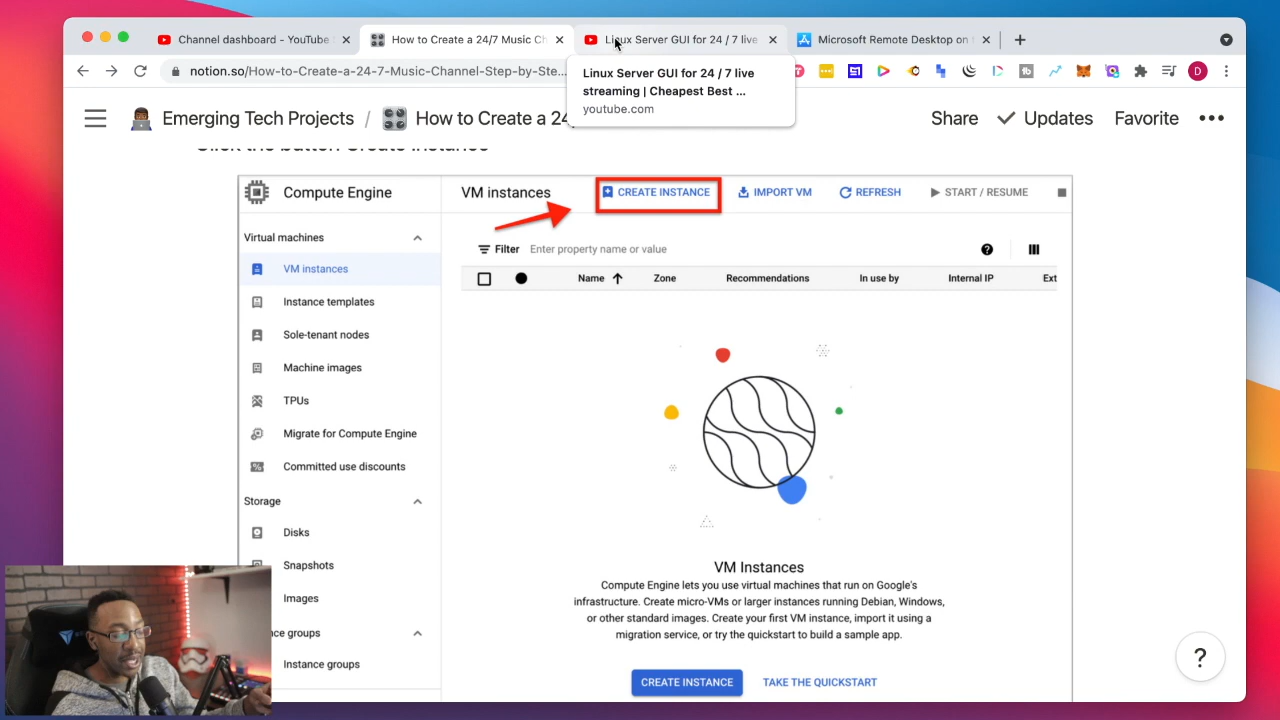 Channel dashboard - YouTube
How to Create a 24/7 Music Ch
Linux Server GUI for 24 / 7 live
Microsoft Remote Desktop on
notion.so/How-to-Create-a-24-7-Music-Channel-Step-by-Ste...
D
Linux Server GUI for 24 / 7 live
streaming | Cheapest Best ...
youtube.com
Emerging Tech Projects / How to Create a 24
Share Updates Favorite
Click the button Create Instance
Compute Engine
VM instances
CREATE INSTANCE
IMPORT VM
REFRESH
START / RESUME
Virtual machines
VM instances
Instance templates
Sole-tenant nodes
Machine images
TPUs
Migrate for Compute Engine
Committed use discounts
Storage
Disks
Snapshots
Images
ce groups
Instance groups
Filter Enter property name or value
Name Zone Recommendations In use by Internal IP Ext
VM Instances
Compute Engine lets you use virtual machines that run on Google's
infrastructure. Create micro-VMs or larger instances running Debian, Windows,
or other standard images. Create your first VM instance, import it using a
migration service, or try the quickstart to build a sample app.
CREATE INSTANCE
TAKE THE QUICKSTART
?